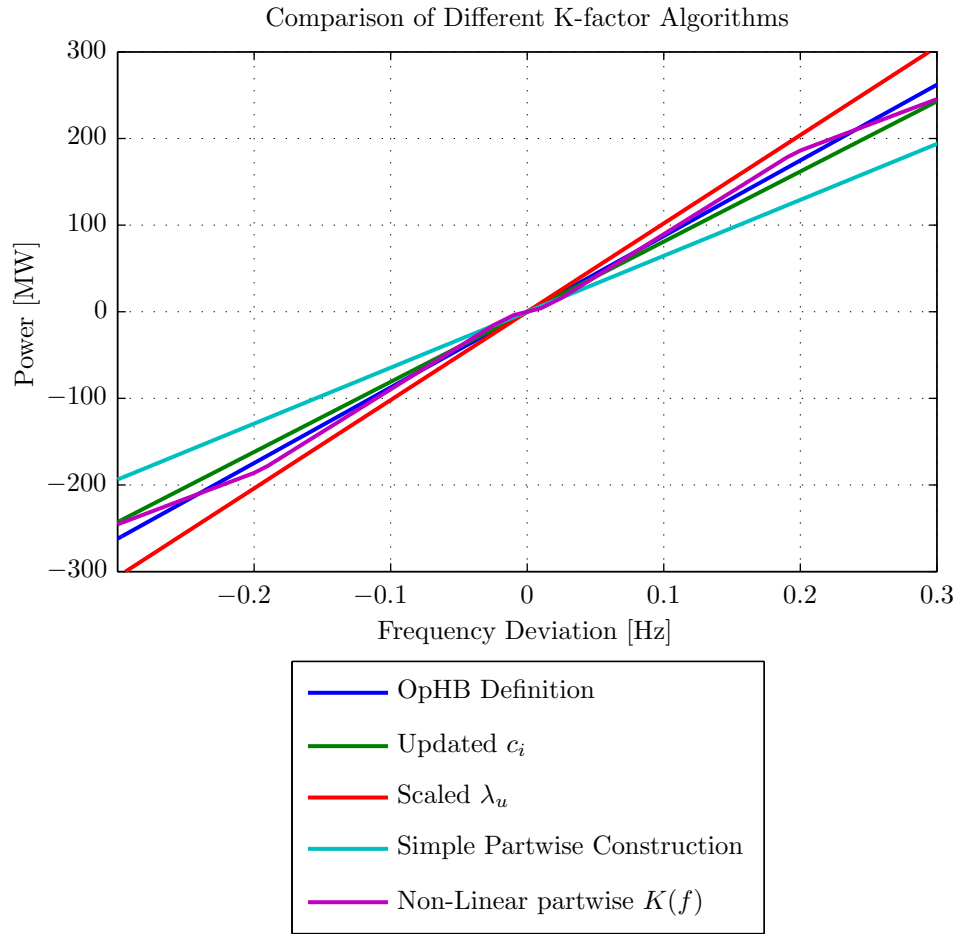 Comparison of Different K-factor Algorithms
300
200
100
0
−100
−200
−300
Power [MW]
−0.2
−0.1
0
0.1
0.2
0.3
Frequency Deviation [Hz]
OpHB Definition
Updated $c_i$
Scaled $\lambda_u$
Simple Partwise Construction
Non-Linear partwise $K(f)$